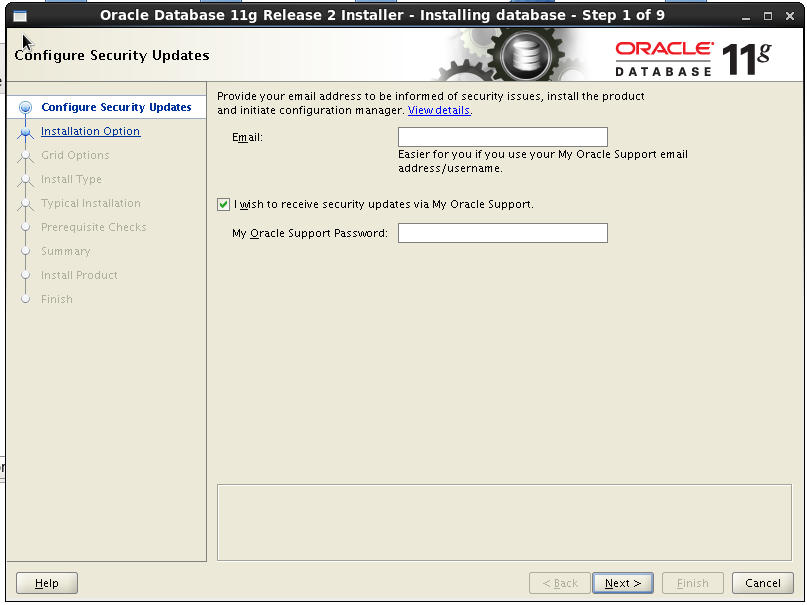 Oracle Database 11g Release 2 Installer - Installing database - Step 1 of 9
Configure Security Updates
ORACLE
DATABASE
11g
Configure Security Updates
Installation Option
Grid Options
Install Type
Typical Installation
Prerequisite Checks
Summary
Install Product
Finish
Provide your email address to be informed of security issues, install the product
and initiate configuration manager. View details.
Email:
Easier for you if you use your My Oracle Support email
address/username.
I wish to receive security updates via My Oracle Support.
My Oracle Support Password:
Help
< Back
Next >
Finish
Cancel